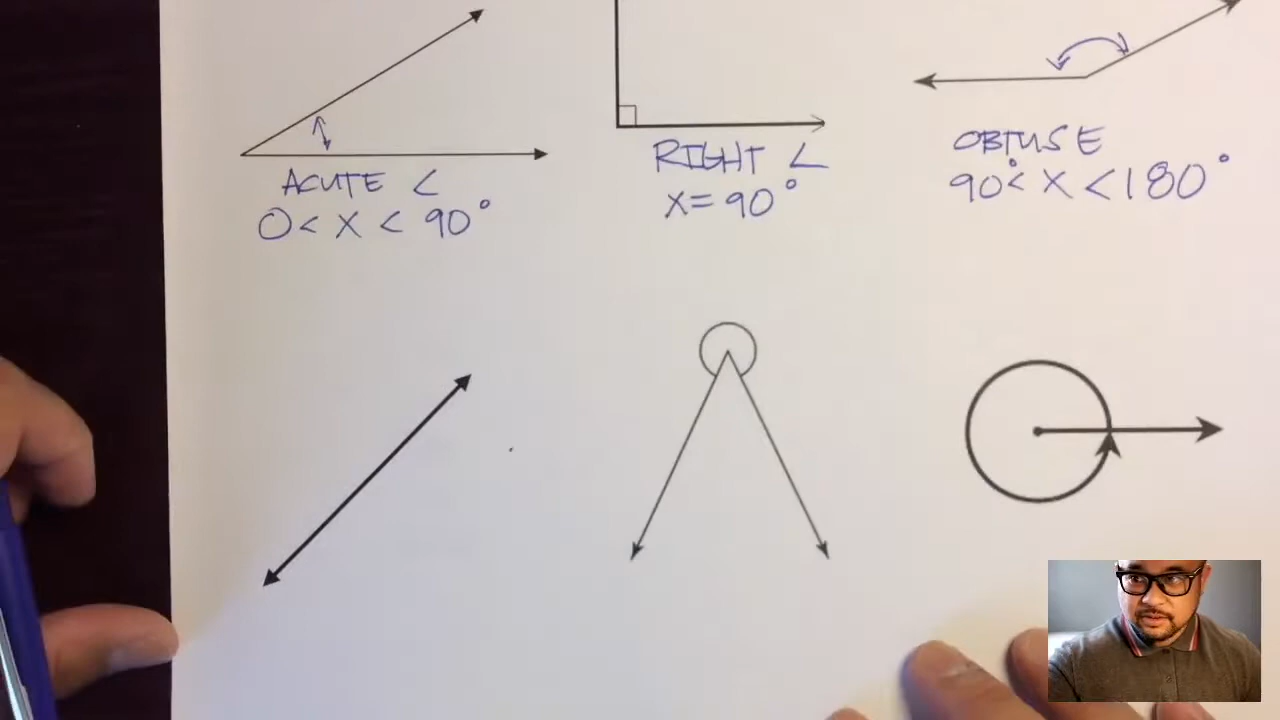 ACUTE <
0 < X < 90°
RIGHT <
X = 90°
OBTUSE
90° < X < 180°